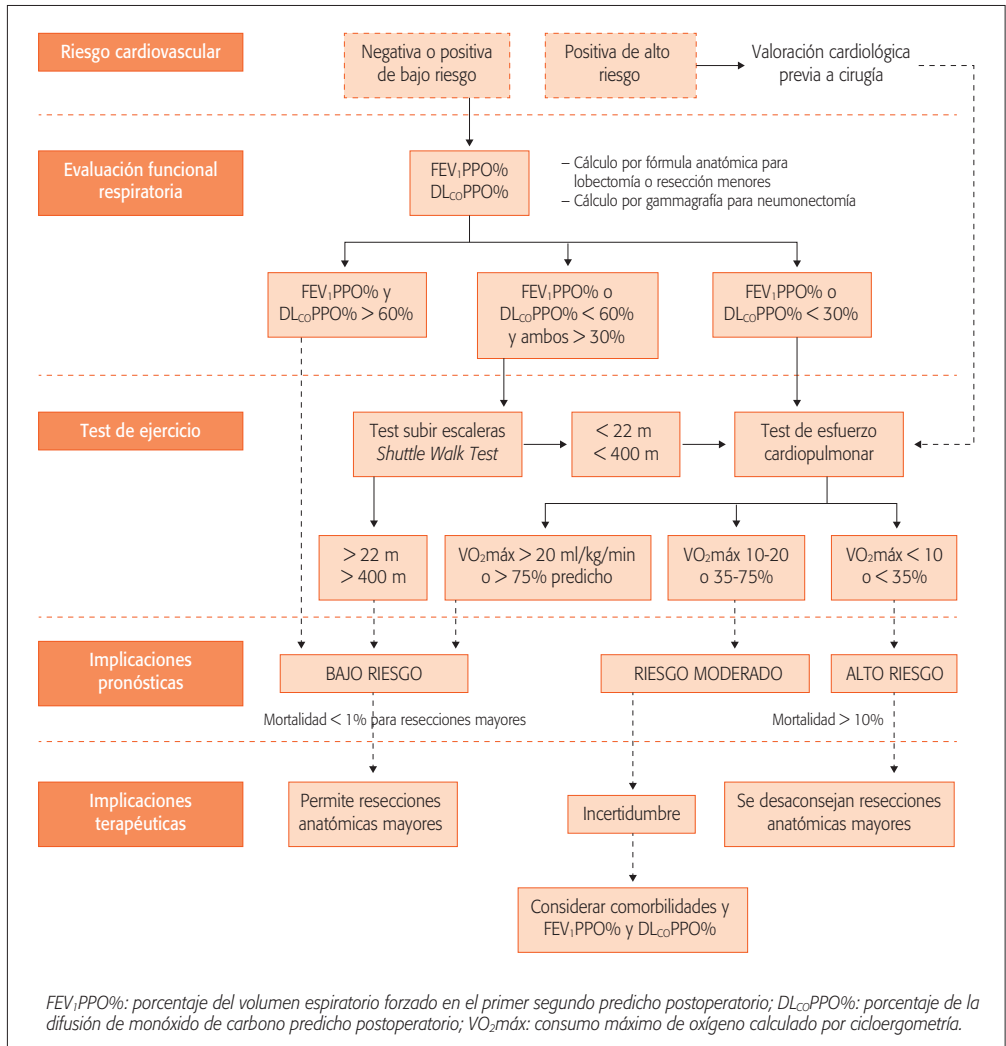 Riesgo cardiovascular
Negativa o positiva
de bajo riesgo
Positiva de alto
riesgo
Valoración cardiológica
previa a cirugía
Evaluación funcional
respiratoria
FEV₁PPO%
DL_COPPO%
– Cálculo por fórmula anatómica para
lobectomía o resección menores
– Cálculo por gammagrafía para neumonectomía
FEV₁PPO% y
DL_COPPO% > 60%
FEV₁PPO% o
DL_COPPO% < 60%
y ambos > 30%
FEV₁PPO% o
DL_COPPO% < 30%
Test de ejercicio
Test subir escaleras
Shuttle Walk Test
< 22 m
< 400 m
Test de esfuerzo
cardiopulmonar
> 22 m
> 400 m
VO₂máx > 20 ml/kg/min
o > 75% predicho
VO₂máx 10-20
o 35-75%
VO₂máx < 10
o < 35%
Implicaciones
pronósticas
BAJO RIESGO
RIESGO MODERADO
ALTO RIESGO
Mortalidad < 1% para resecciones mayores
Mortalidad > 10%
Implicaciones
terapéuticas
Permite resecciones
anatómicas mayores
Incertidumbre
Se desaconsejan resecciones
anatómicas mayores
Considerar comorbilidades y
FEV₁PPO% y DL_COPPO%
FEV₁PPO%: porcentaje del volumen espiratorio forzado en el primer segundo predicho postoperatorio; DL_COPPO%: porcentaje de la
difusión de monóxido de carbono predicho postoperatorio; VO₂máx: consumo máximo de oxígeno calculado por cicloergometría.